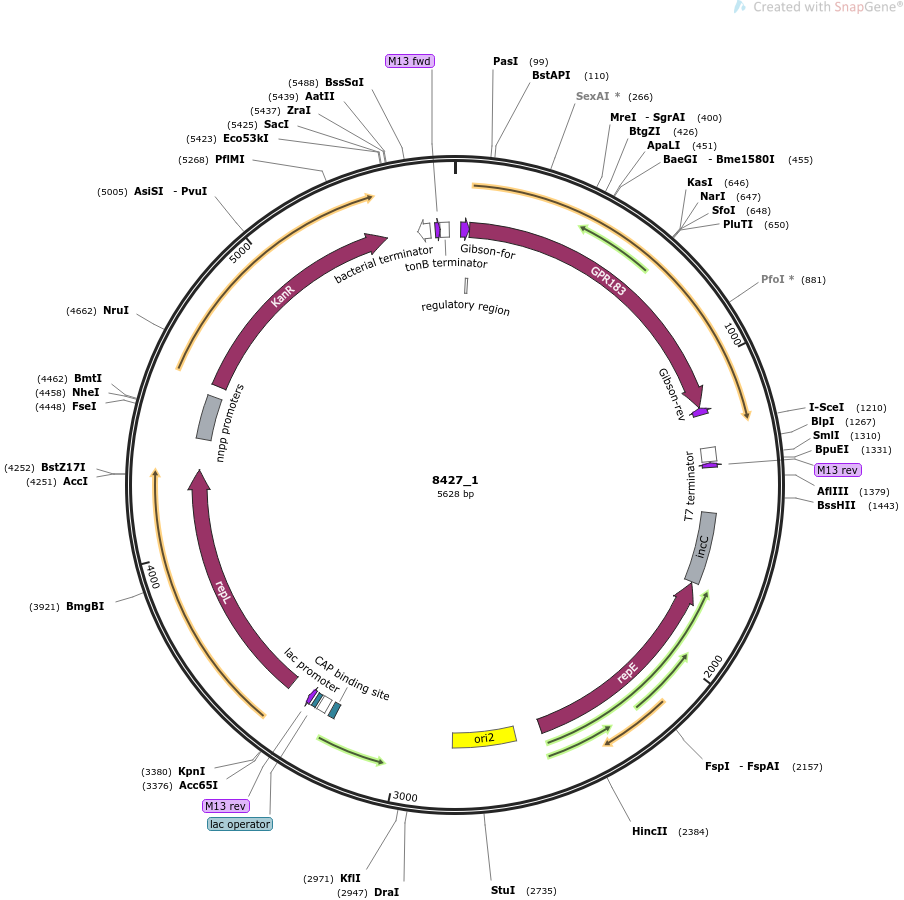 Created with SnapGene®
M13 fwd
PasI (99)
BstAPI (110)
SexAI * (266)
MreI - SgrAI (400)
BtgZI (426)
ApaLI (451)
BaeGI - Bme1580I (455)
KasI (646)
NarI (647)
SfoI (648)
PluTI (650)
PfoI * (881)
1000
I-SceI (1210)
BlpI (1267)
SmlI (1310)
BpuEI (1331)
M13 rev
AflIII (1379)
BssHII (1443)
2000
FspI - FspAI (2157)
HincII (2384)
StuI (2735)
(2947) DraI
(2971) KflI
3000
lac operator
M13 rev
(3376) Acc65I
(3380) KpnI
(3921) BmgBI
4000
(4251) AccI
(4252) BstZ17I
(4448) FseI
(4458) NheI
(4462) BmtI
(4662) NruI
5000
(5005) AsiSI - PvuI
(5268) PflMI
(5423) Eco53kI
(5425) SacI
(5437) ZraI
(5439) AatII
(5488) BssSαI
bacterial terminator
tonB terminator
Gibson-for
regulatory region
GPR183
Gibson-rev
T7 terminator
incC
repE
ori2
CAP binding site
lac promoter
repL
nnpp promoters
KanR
8427_1
5628 bp